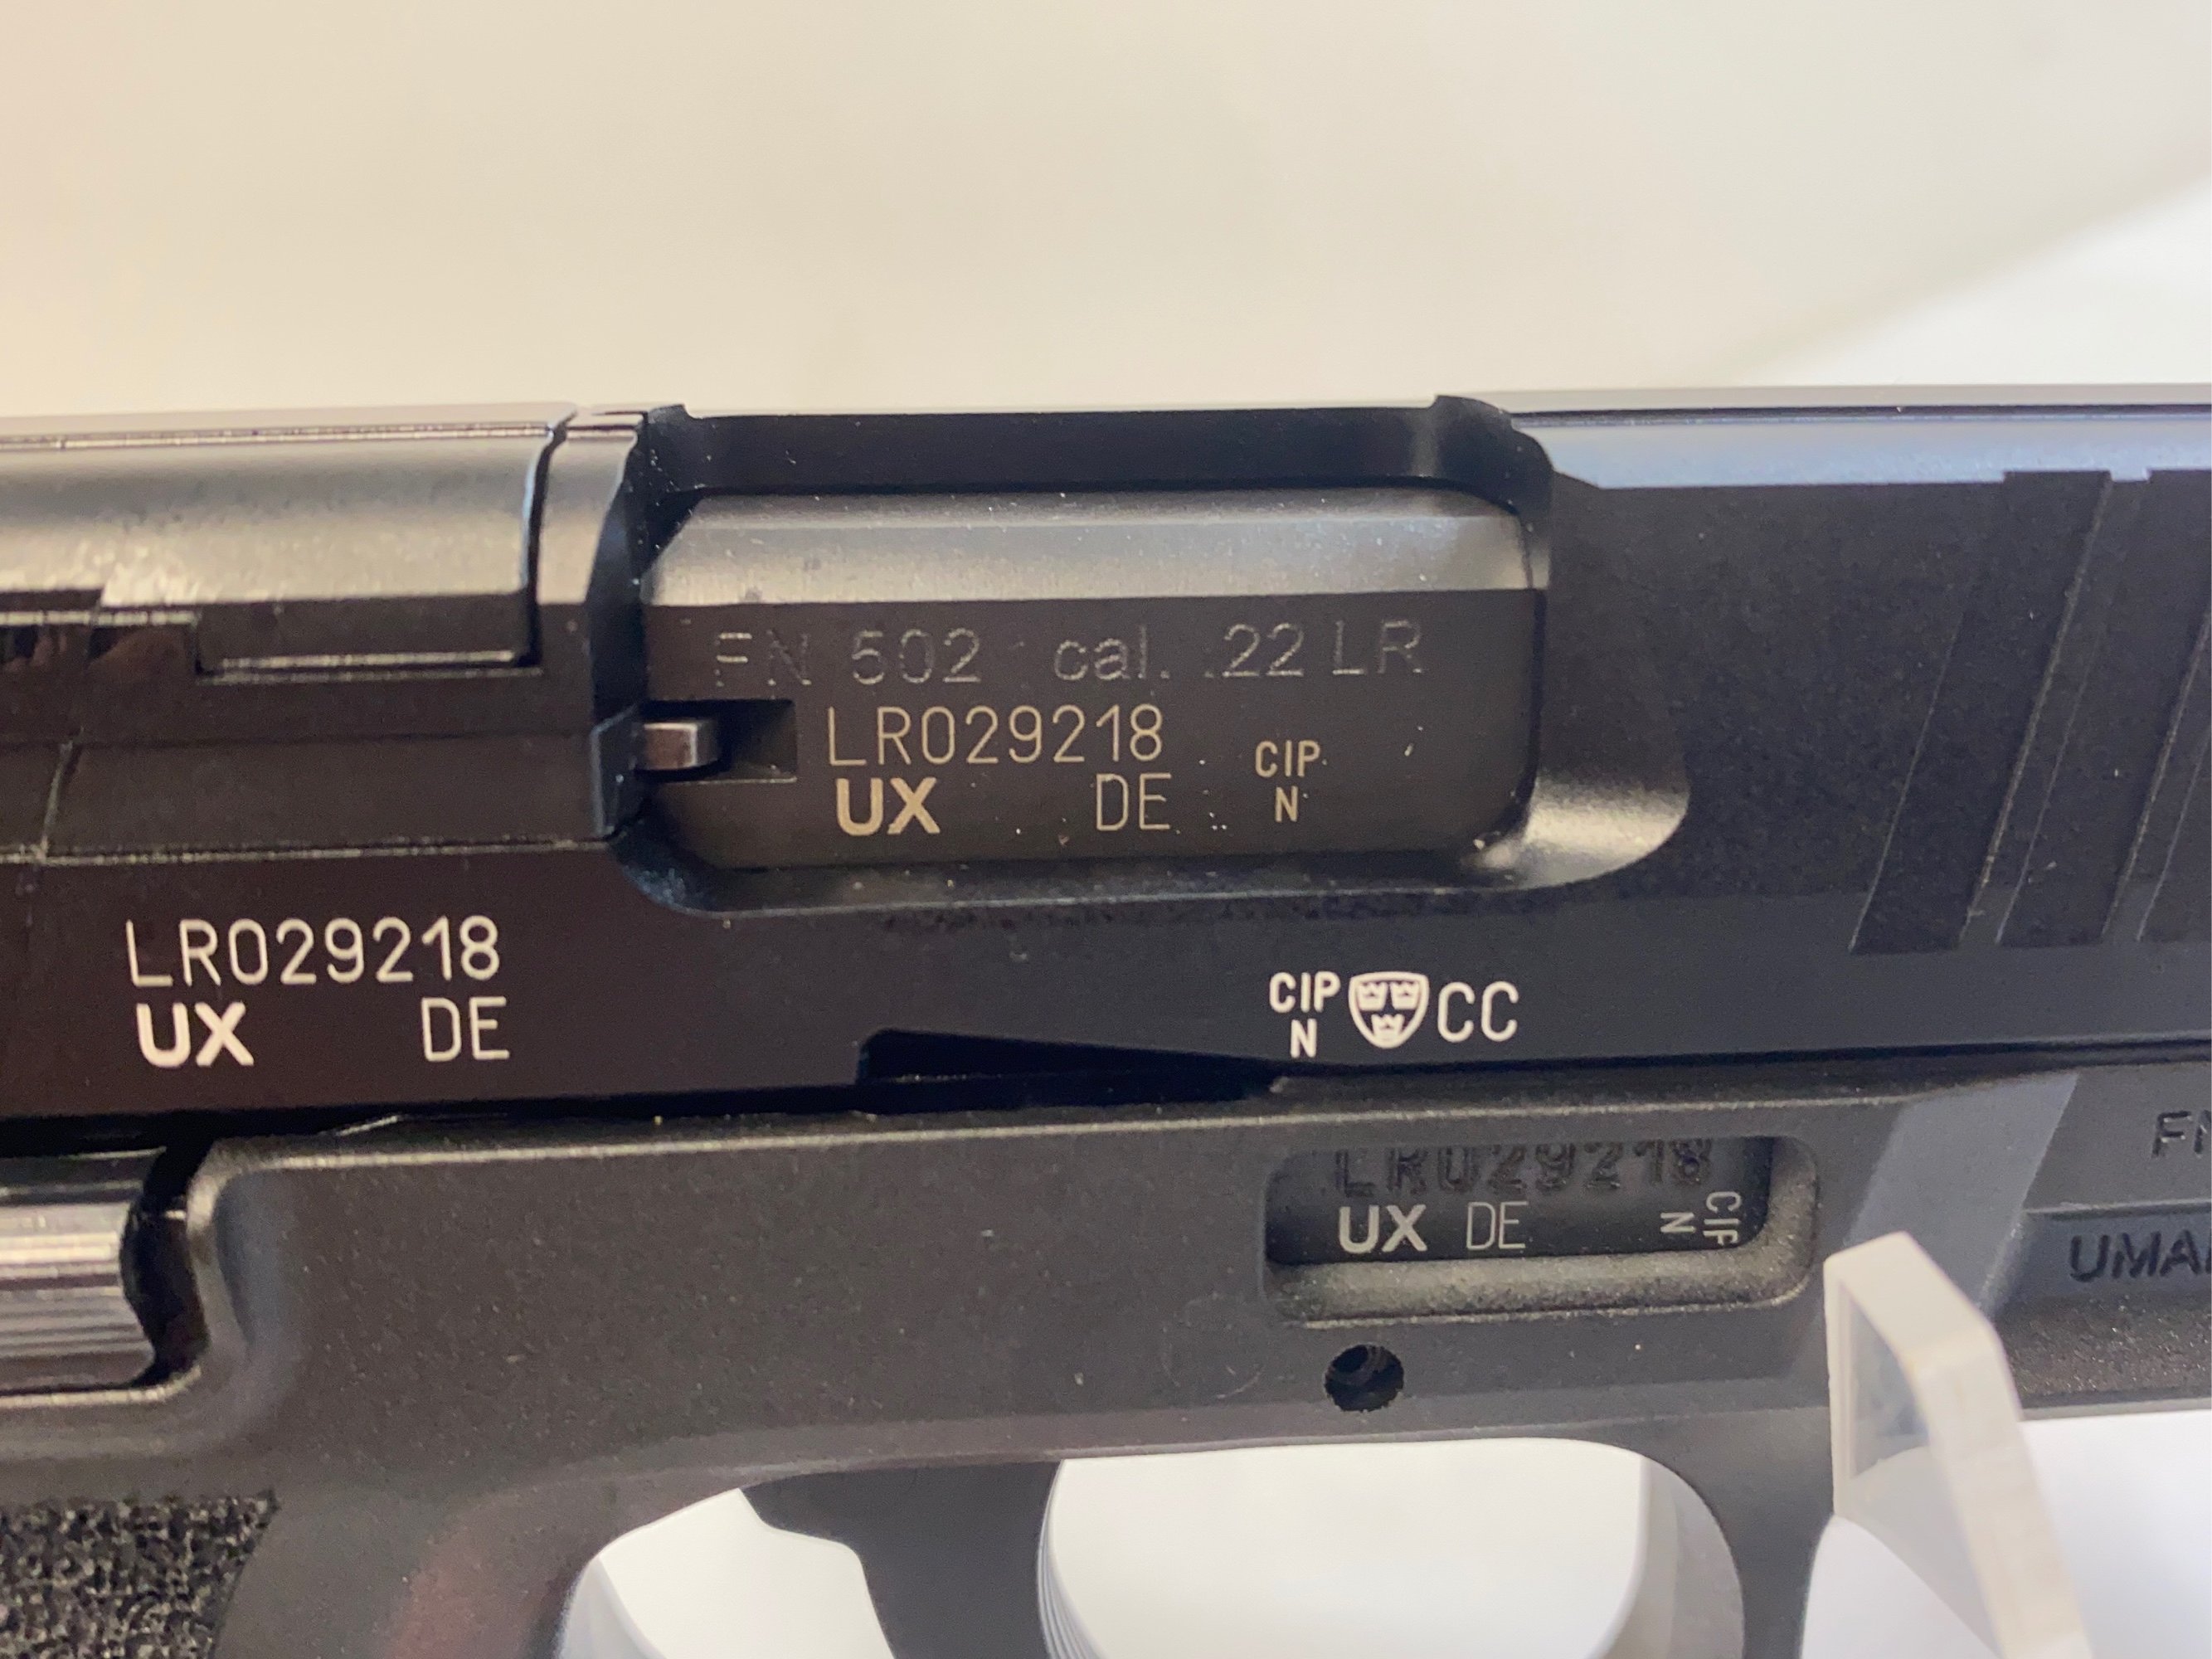 FN 502 cal. .22 LR
LR029218
UX DE
CIP
N
LR029218
UX DE
CIP
N
CC
LR029218
UX DE
CIP
N